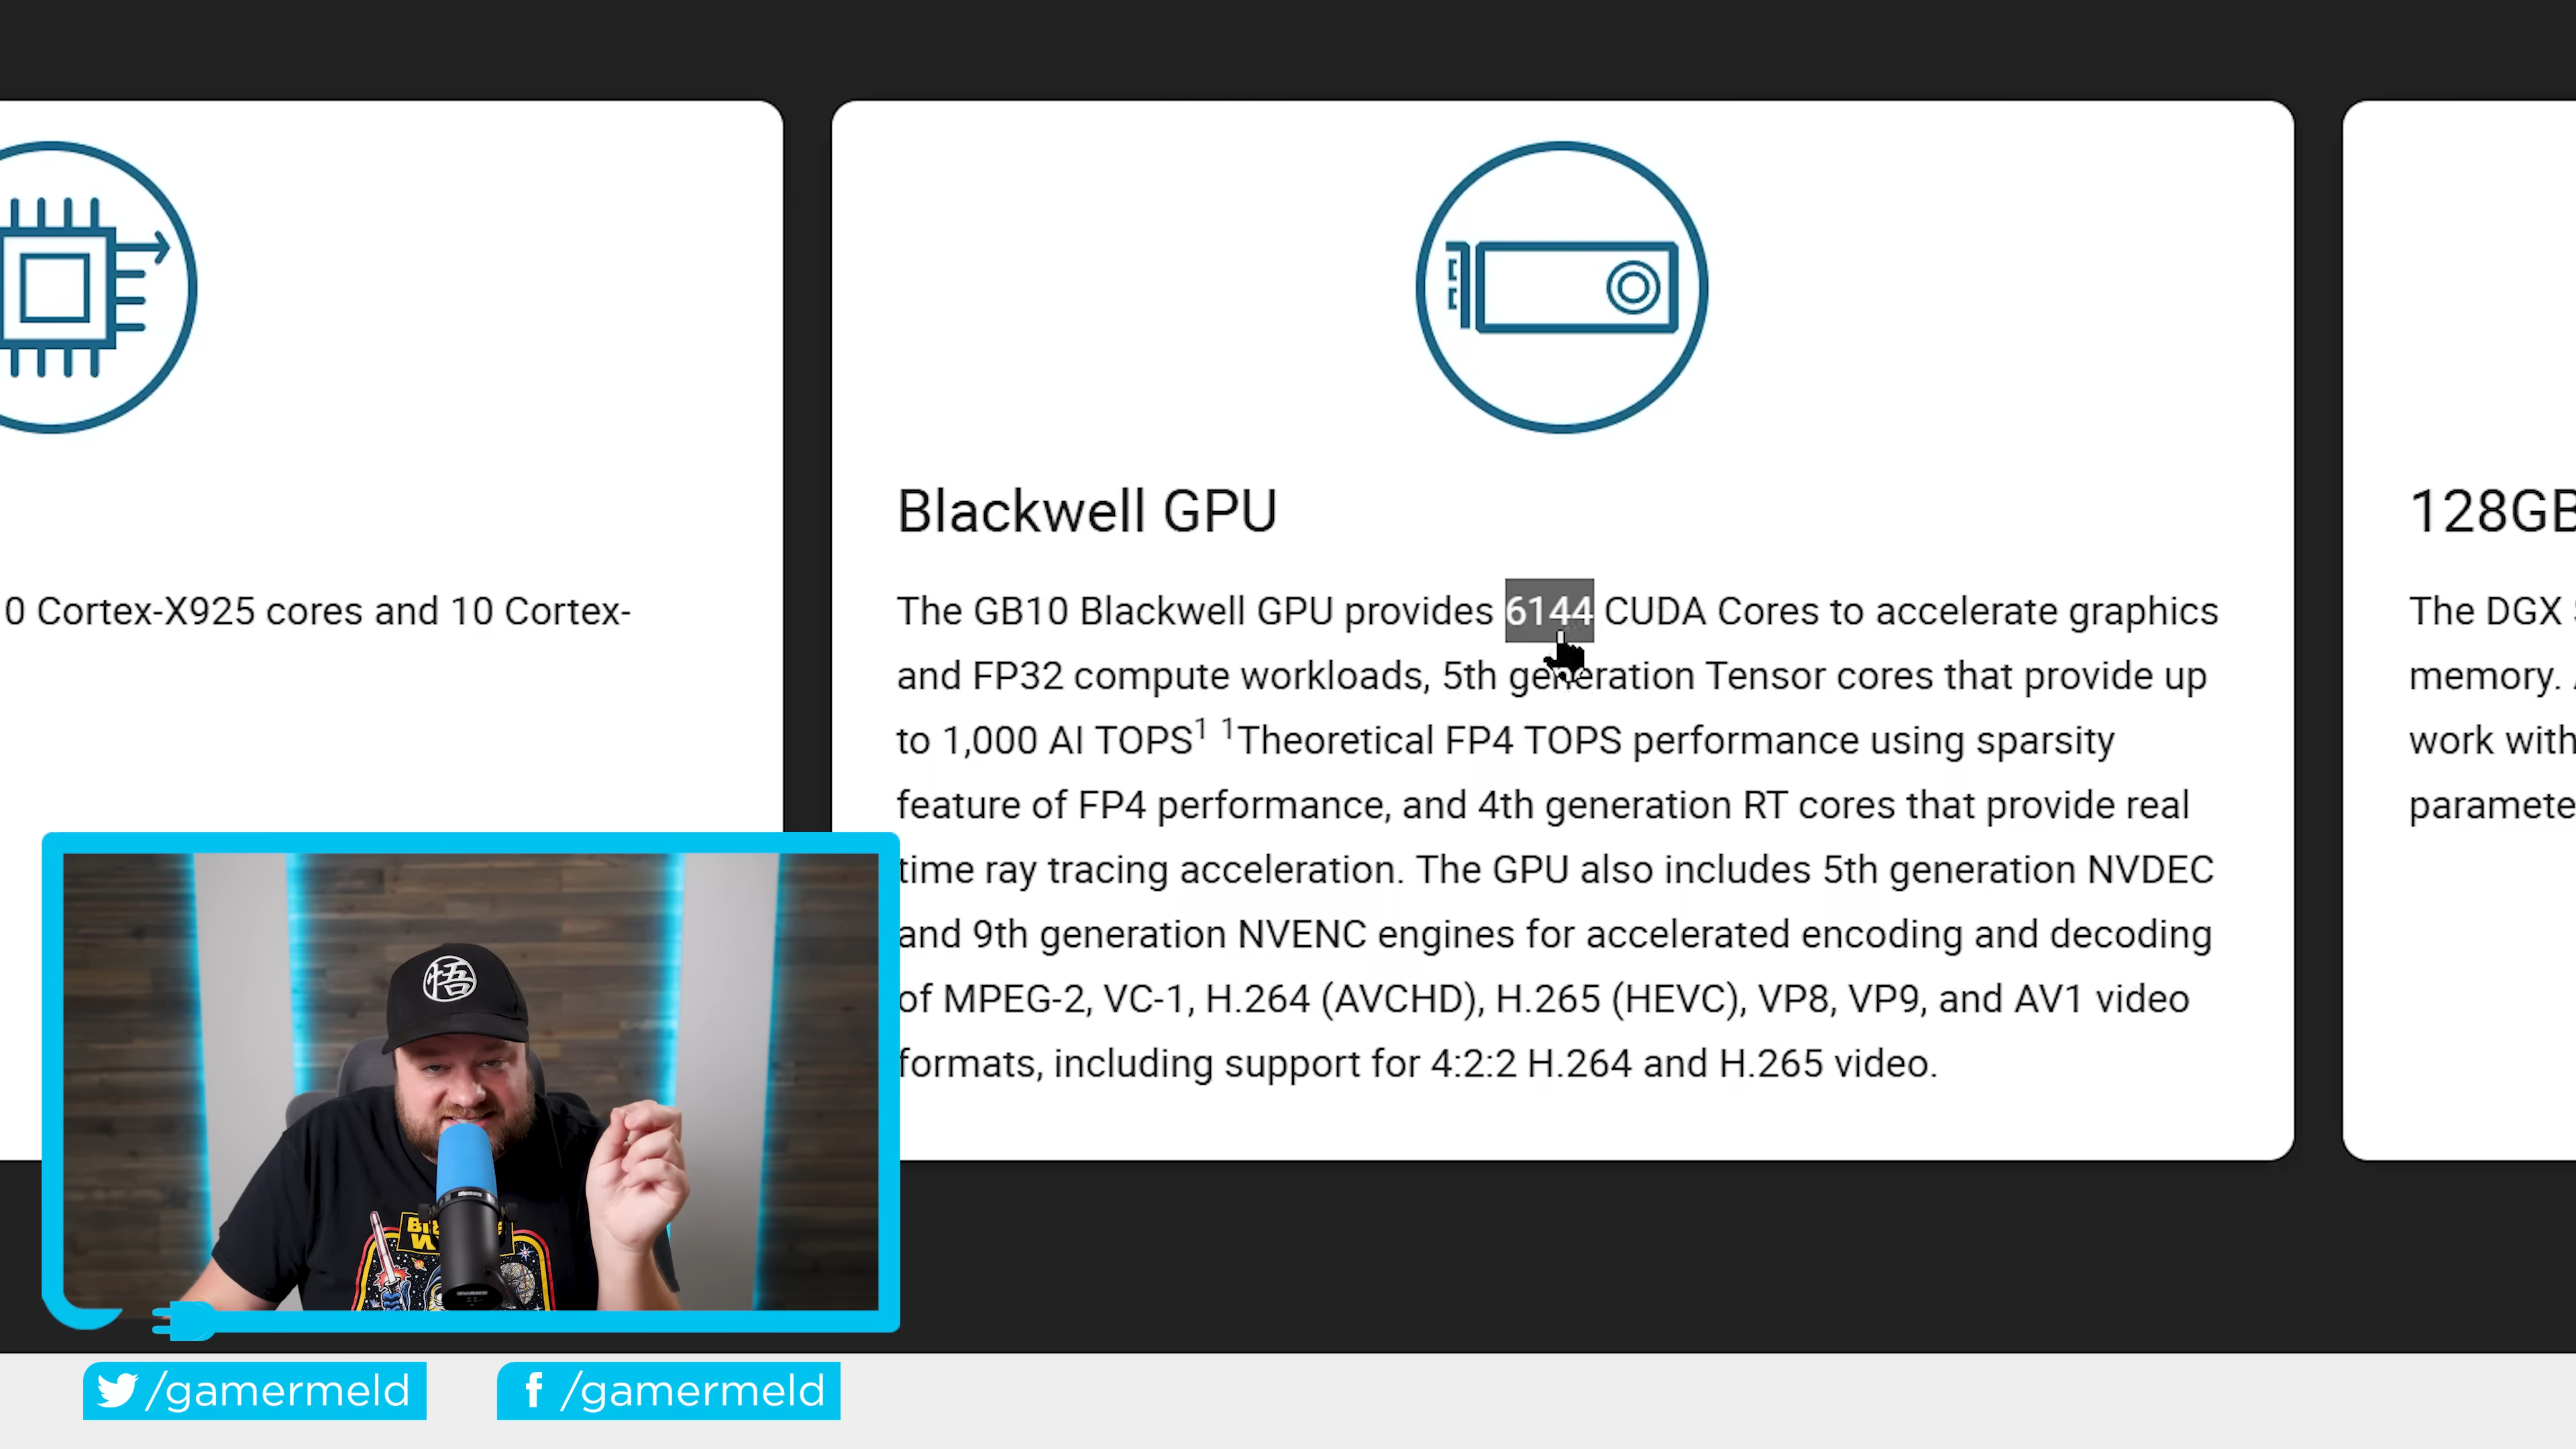 0 Cortex-X925 cores and 10 Cortex-
Blackwell GPU
The GB10 Blackwell GPU provides 6144 CUDA Cores to accelerate graphics
and FP32 compute workloads, 5th generation Tensor cores that provide up
to 1,000 AI TOPS¹ ¹Theoretical FP4 TOPS performance using sparsity
feature of FP4 performance, and 4th generation RT cores that provide real
time ray tracing acceleration. The GPU also includes 5th generation NVDEC
and 9th generation NVENC engines for accelerated encoding and decoding
of MPEG-2, VC-1, H.264 (AVCHD), H.265 (HEVC), VP8, VP9, and AV1 video
formats, including support for 4:2:2 H.264 and H.265 video.
128GB
The DGX
memory.
work with
paramete
悟
/gamermeld
/gamermeld